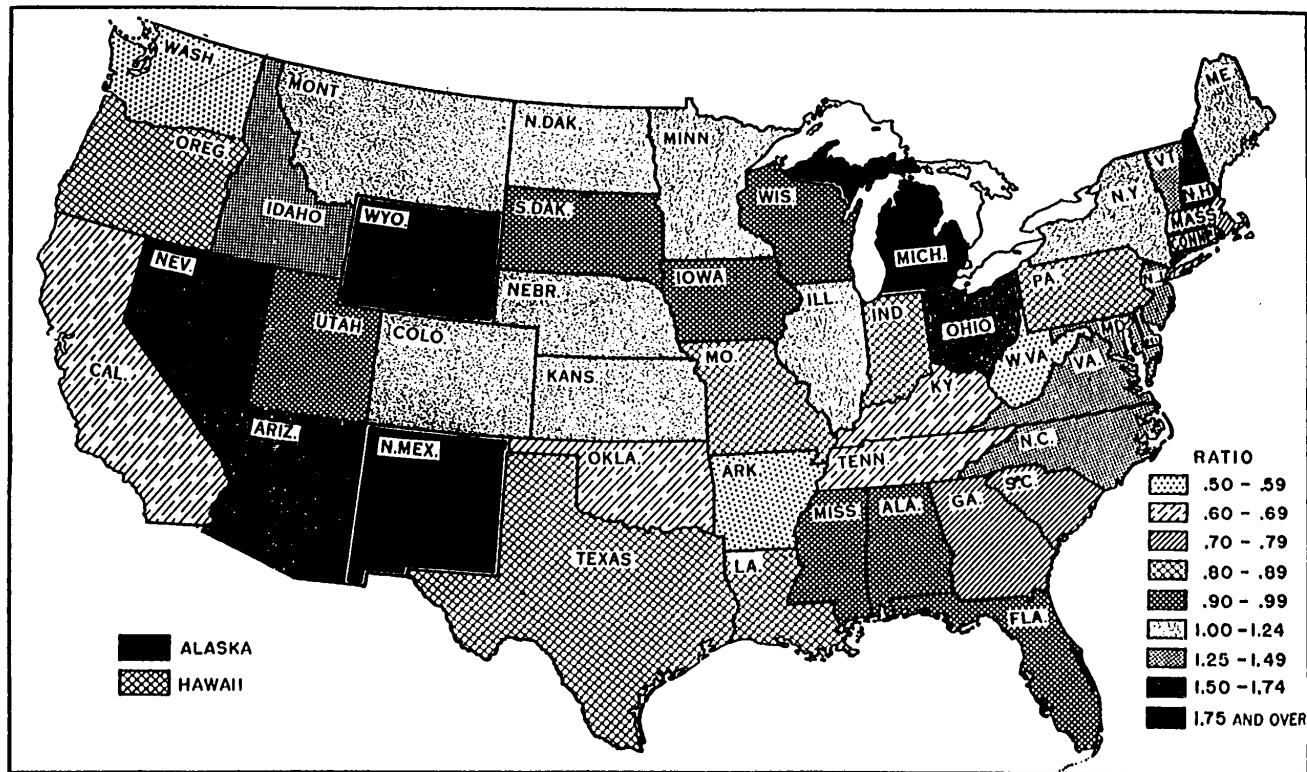 WASH
MONT
N.DAK.
MINN.
ME.
OREG.
IDAHO
WYO.
S.DAK.
WIS.
VT.
N.H
N.Y
MASS
CONN.
MICH.
NEV.
UTAH
COLO.
NEBR.
IOWA
ILL.
IND
OHIO
PA.
N.J.
MD.
DEL
CAL.
KANS.
MO.
KY.
W.VA.
VA.
ARIZ.
N.MEX.
OKLA.
ARK.
TENN
N.C.
S.C.
TEXAS
LA.
MISS
ALA.
GA.
FLA.
RATIO
.50 - .59
.60 - .69
.70 - .79
.80 - .89
.90 - .99
1.00 - 1.24
1.25 - 1.49
1.50 - 1.74
1.75 AND OVER
ALASKA
HAWAII